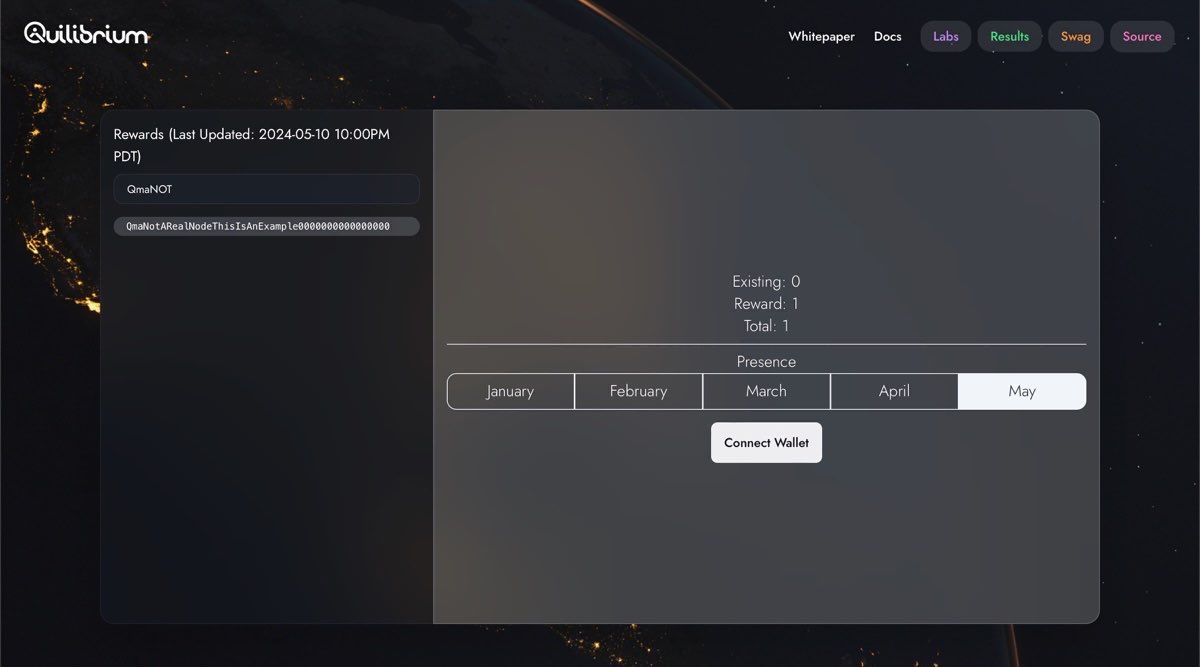 Quilibrium
Whitepaper
Docs
Labs
Results
Swag
Source
Rewards (Last Updated: 2024-05-10 10:00PM
PDT)
QmaNOT
QmaNotARealNodeThisIsAnExample0000000000000000
Existing: 0
Reward: 1
Total: 1
Presence
January
February
March
April
May
Connect Wallet